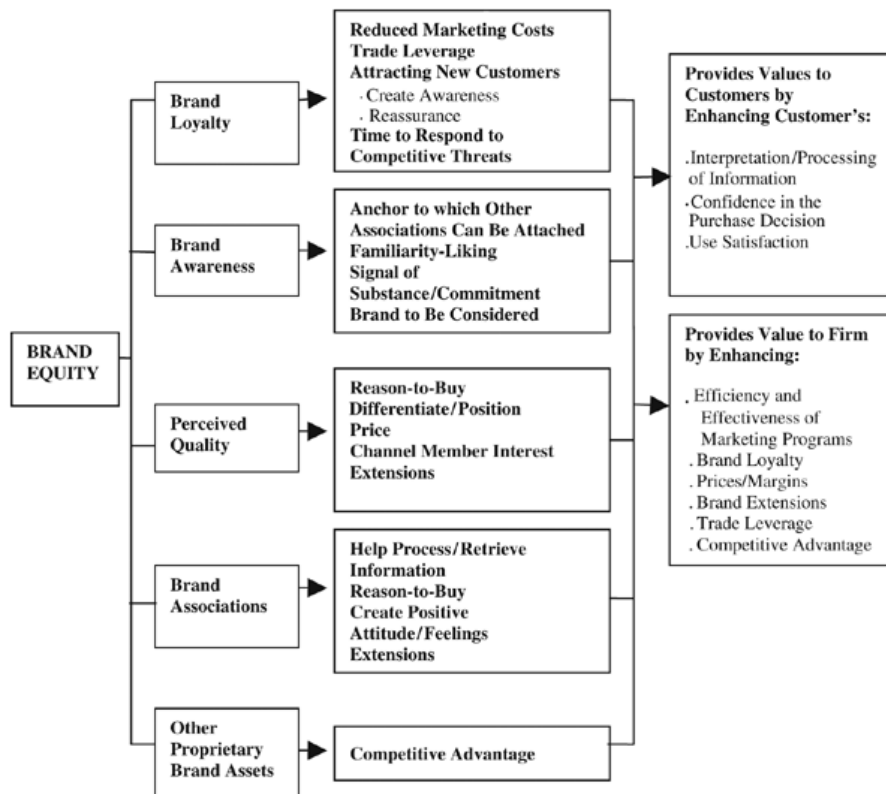 BRAND
EQUITY
Brand
Loyalty
Reduced Marketing Costs
Trade Leverage
Attracting New Customers
· Create Awareness
· Reassurance
Time to Respond to
Competitive Threats
Brand
Awareness
Anchor to which Other
Associations Can Be Attached
Familiarity-Liking
Signal of
Substance/Commitment
Brand to Be Considered
Perceived
Quality
Reason-to-Buy
Differentiate/Position
Price
Channel Member Interest
Extensions
Brand
Associations
Help Process/Retrieve
Information
Reason-to-Buy
Create Positive
Attitude/Feelings
Extensions
Other
Proprietary
Brand Assets
Competitive Advantage
Provides Values to
Customers by
Enhancing Customer's:
. Interpretation/Processing
of Information
. Confidence in the
Purchase Decision
. Use Satisfaction
Provides Value to Firm
by Enhancing:
. Efficiency and
Effectiveness of
Marketing Programs
. Brand Loyalty
. Prices/Margins
. Brand Extensions
. Trade Leverage
. Competitive Advantage